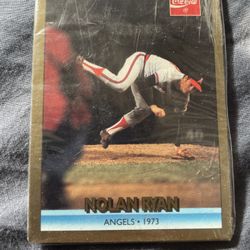 Coca-Cola
NOLAN RYAN
ANGELS • 1973